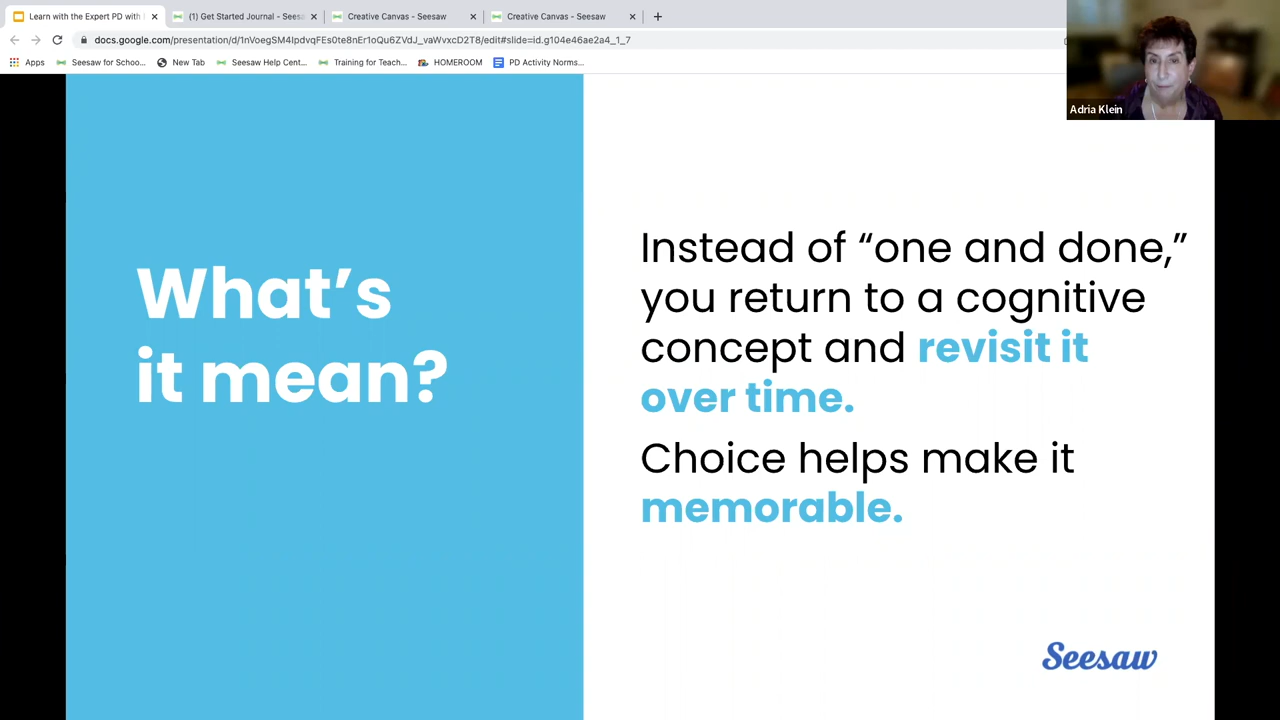 Learn with the Expert PD with
(1) Get Started Journal - Sees
Creative Canvas - Seesaw
Creative Canvas - Seesaw
docs.google.com/presentation/d/1nVoegSM4IpdvqFEs0te8nEr1oQu6ZVdJ_vaWvxcD2T8/edit#slide=id.g104e46ae2a4_1_7
Apps
Seesaw for Schoo...
New Tab
Seesaw Help Cent...
Training for Teach...
HOMEROOM
PD Activity Norms...
Adria Klein
What's
it mean?
Instead of “one and done,”
you return to a cognitive
concept and revisit it
over time.
Choice helps make it
memorable.
Seesaw